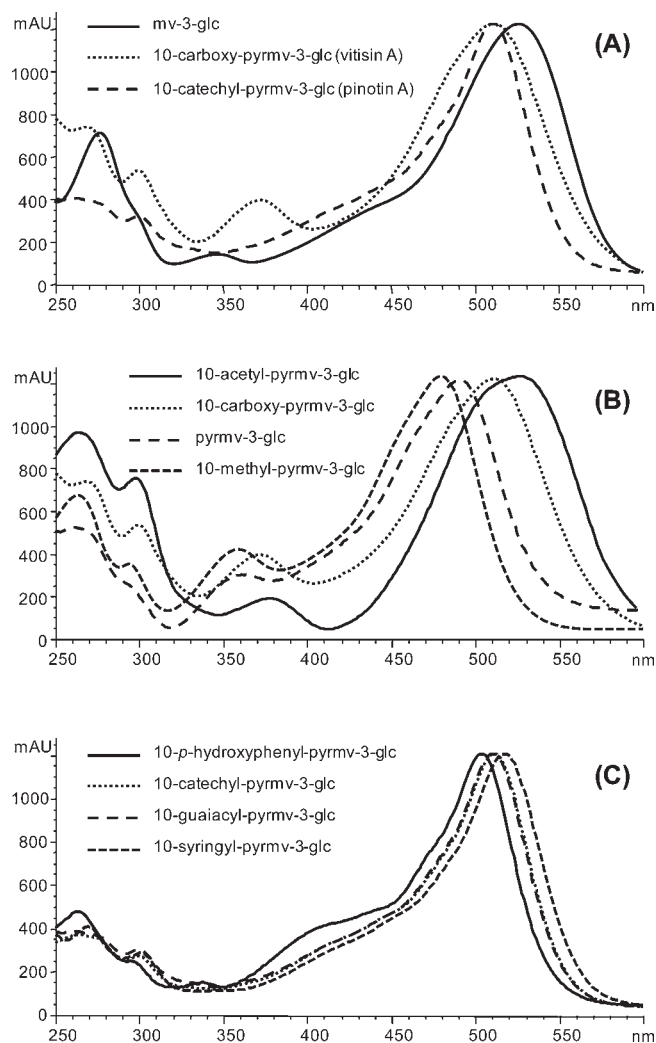 mAU
mv-3-glc
10-carboxy-pyrmv-3-glc (vitisin A)
10-catechyl-pyrmv-3-glc (pinotin A)
(A)
1000
800
600
400
200
0
250 300 350 400 450 500 550 nm
mAU
10-acetyl-pyrmv-3-glc
10-carboxy-pyrmv-3-glc
pyrmv-3-glc
10-methyl-pyrmv-3-glc
(B)
1000
800
600
400
200
0
250 300 350 400 450 500 550 nm
mAU
10-p-hydroxyphenyl-pyrmv-3-glc
10-catechyl-pyrmv-3-glc
10-guaiacyl-pyrmv-3-glc
10-syringyl-pyrmv-3-glc
(C)
1000
800
600
400
200
0
250 300 350 400 450 500 550 nm